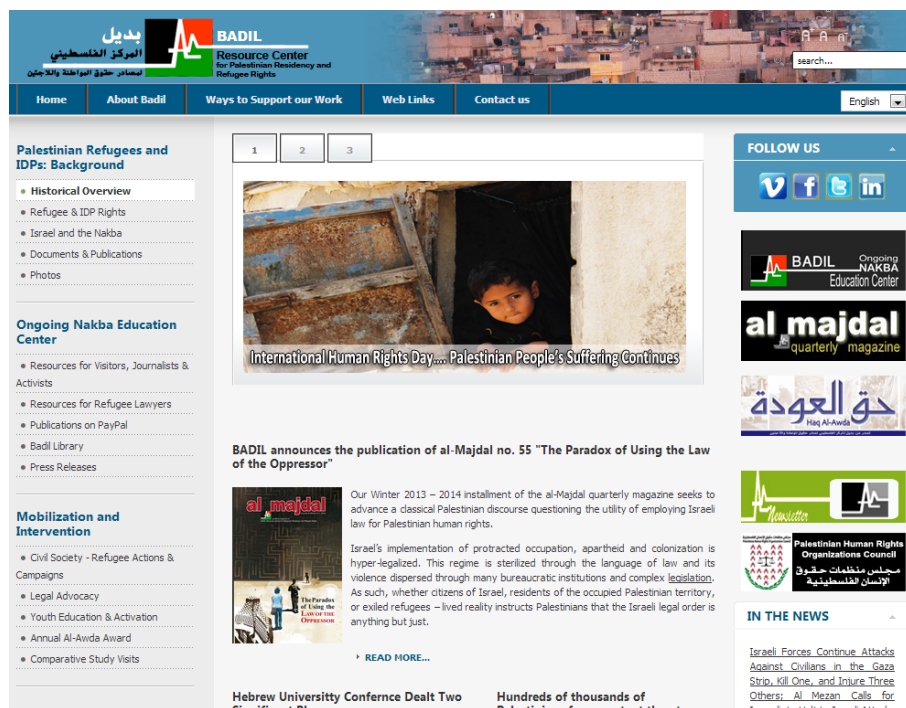 بديل
المركز الفلسطيني
لمصادر حقوق المواطنة واللاجئين
BADIL
Resource Center
for Palestinian Residency and
Refugee Rights
A A a
search...
Home
About Badil
Ways to Support our Work
Web Links
Contact us
English
Palestinian Refugees and
IDPs: Background
Historical Overview
Refugee & IDP Rights
Israel and the Nakba
Documents & Publications
Photos
Ongoing Nakba Education
Center
Resources for Visitors, Journalists &
Activists
Resources for Refugee Lawyers
Publications on PayPal
Badil Library
Press Releases
Mobilization and
Intervention
Civil Society - Refugee Actions &
Campaigns
Legal Advocacy
Youth Education & Activation
Annual Al-Awda Award
Comparative Study Visits
1 2 3
International Human Rights Day.... Palestinian People's Suffering Continues
BADIL announces the publication of al-Majdal no. 55 "The Paradox of Using the Law
of the Oppressor"
al majdal
The Paradox
of Using the
Law of the
Oppressor
Our Winter 2013 – 2014 installment of the al-Majdal quarterly magazine seeks to
advance a classical Palestinian discourse questioning the utility of employing Israeli
law for Palestinian human rights.
Israel's implementation of protracted occupation, apartheid and colonization is
hyper-legalized. This regime is sterilized through the language of law and its
violence dispersed through many bureaucratic institutions and complex legislation.
As such, whether citizens of Israel, residents of the occupied Palestinian territory,
or exiled refugees – lived reality instructs Palestinians that the Israeli legal order is
anything but just.
READ MORE...
Hebrew Universitty Confernce Dealt Two
Hundreds of thousands of
FOLLOW US
BADIL
Ongoing
NAKBA
Education Center
al majdal
quarterly magazine
حق العودة
Haq Al-Awda
Newsletter
Palestinian Human Rights
Organizations Council
مجلس منظمات حقوق
الإنسان الفلسطينية
IN THE NEWS
Israeli Forces Continue Attacks
Against Civilians in the Gaza
Strip, Kill One, and Injure Three
Others; Al Mezan Calls for